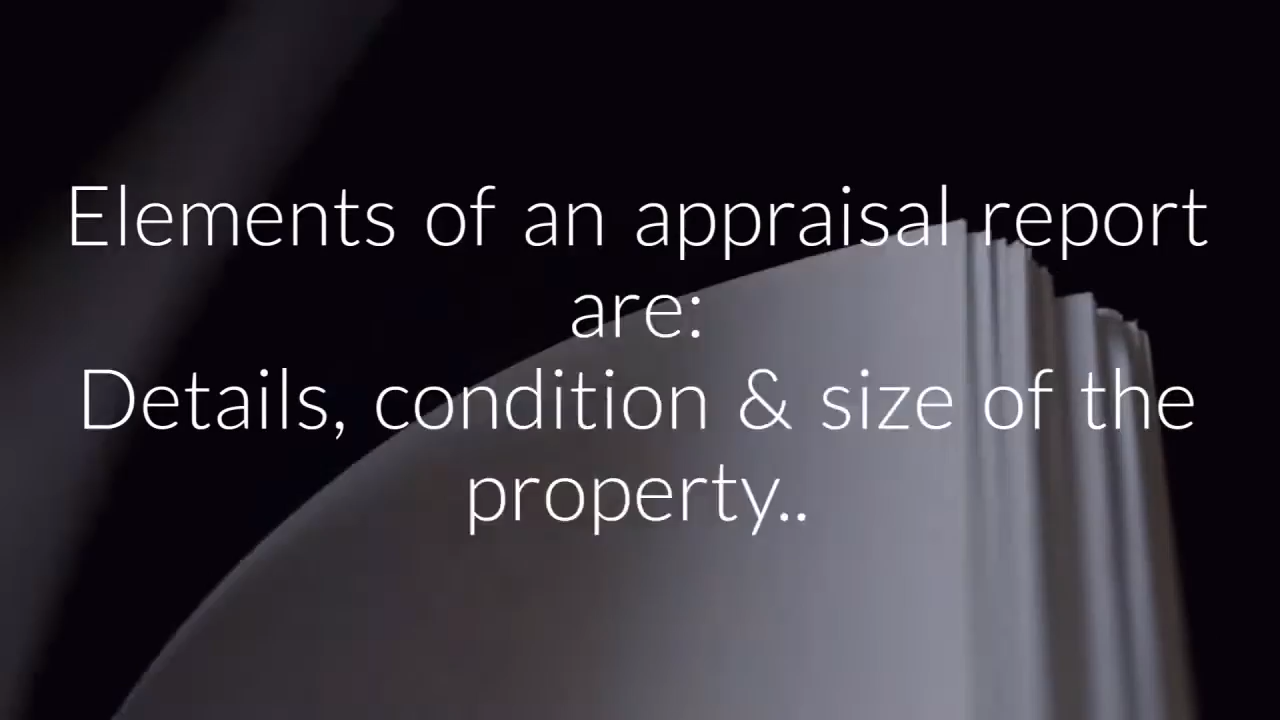 Elements of an appraisal report
are:
Details, condition & size of the
property..